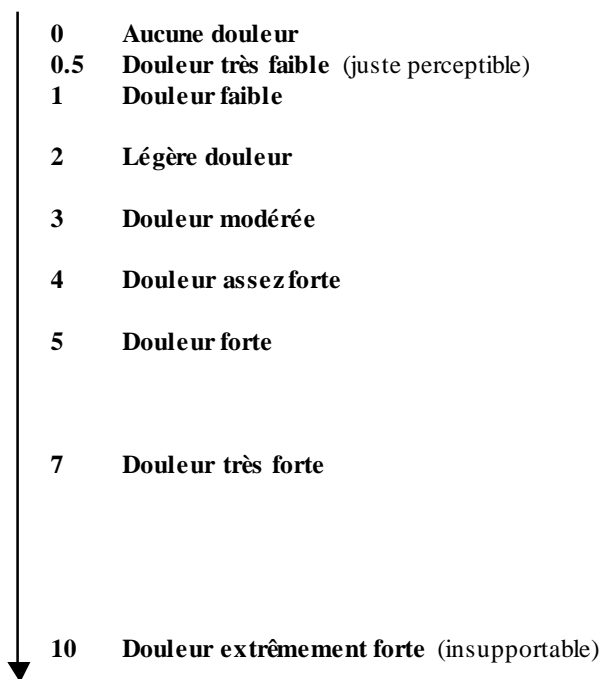 0 Aucune douleur
0.5 Douleur très faible (juste perceptible)
1 Douleur faible
2 Légère douleur
3 Douleur modérée
4 Douleur assez forte
5 Douleur forte
7 Douleur très forte
10 Douleur extrêmement forte (insupportable)